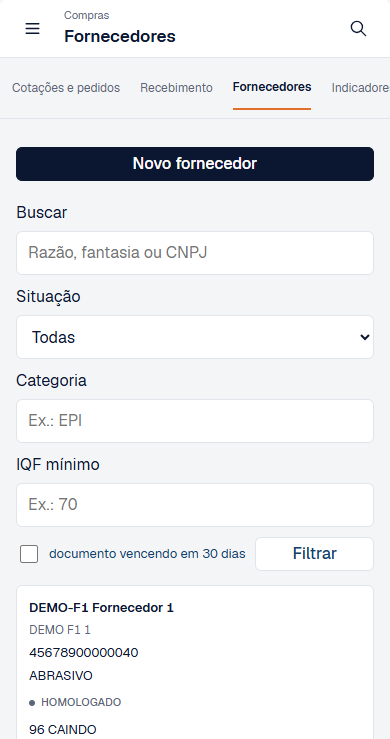 Compras
Fornecedores
Cotações e pedidos Recebimento Fornecedores Indicadores
Novo fornecedor
Buscar
Razão, fantasia ou CNPJ
Situação
Todas
Categoria
Ex.: EPI
IQF mínimo
Ex.: 70
documento vencendo em 30 dias Filtrar
DEMO-F1 Fornecedor 1
DEMO F1 1
45678900000040
ABRASIVO
HOMOLOGADO
96 CAINDO